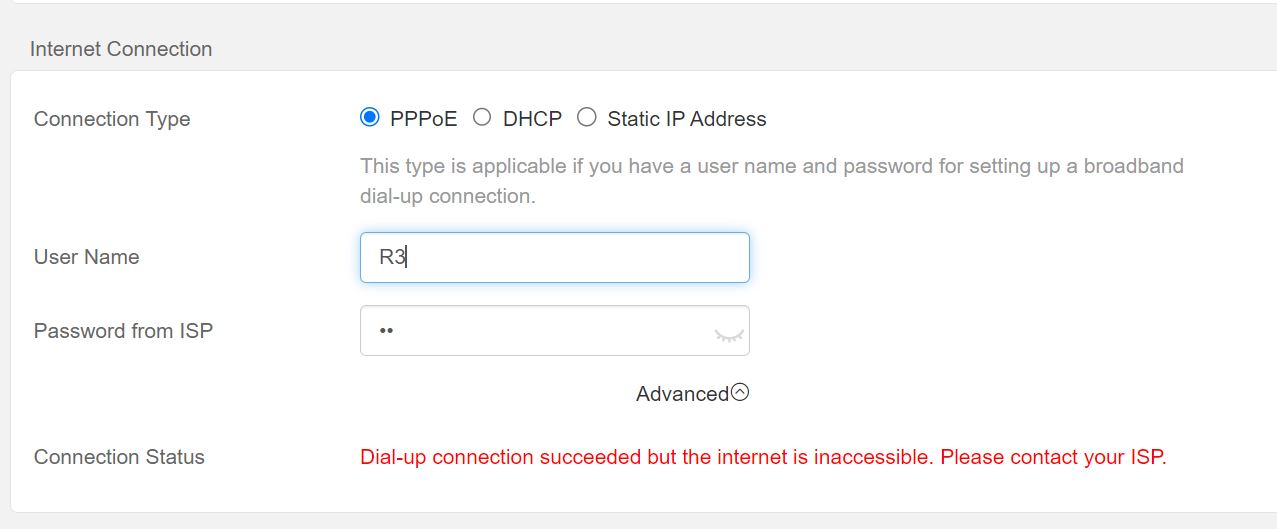 Internet Connection
Connection Type
PPPoE DHCP Static IP Address
This type is applicable if you have a user name and password for setting up a broadband
dial-up connection.
User Name
R3
Password from ISP
••
Advanced
Connection Status
Dial-up connection succeeded but the internet is inaccessible. Please contact your ISP.